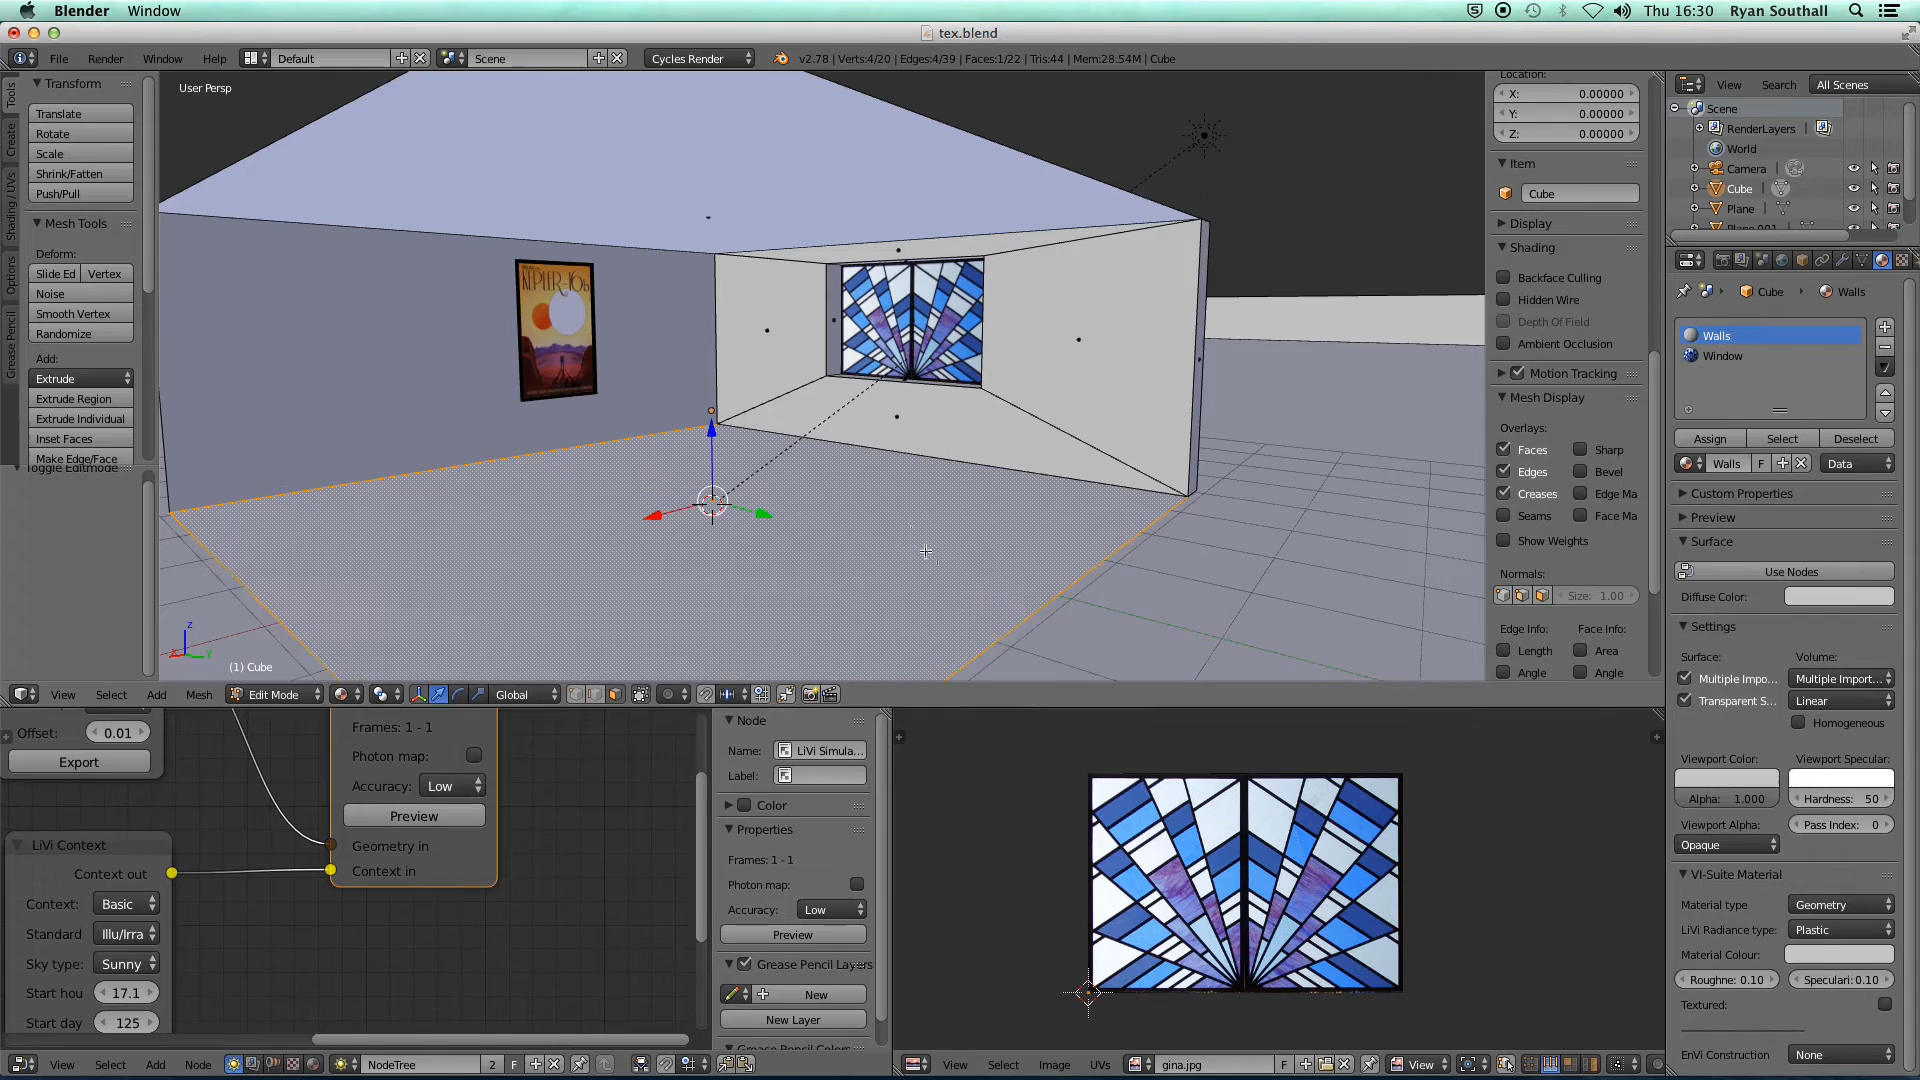 Blender Window Thu 16:30 Ryan Southall
tex.blend
File Render Window Help Default Scene Cycles Render v2.78 | Verts:4/20 | Edges:4/39 | Faces:1/22 | Tris:44 | Mem:28.54M | Cube
Tools
Create
Shading / UVs
Options
Grease Pencil
Transform
Translate
Rotate
Scale
Shrink/Fatten
Push/Pull
Mesh Tools
Deform:
Slide Ed Vertex
Noise
Smooth Vertex
Randomize
Add:
Extrude
Extrude Region
Extrude Individual
Inset Faces
Make Edge/Face
Toggle Editmode
User Persp
KEPLER-16b
(1) Cube
View Select Add Mesh Edit Mode Global
Location:
X: 0.00000
Y: 0.00000
Z: 0.00000
Item
Cube
Display
Shading
Backface Culling
Hidden Wire
Depth Of Field
Ambient Occlusion
Motion Tracking
Mesh Display
Overlays:
Faces Sharp
Edges Bevel
Creases Edge Ma
Seams Face Ma
Show Weights
Normals:
Size: 1.00
Edge Info: Face Info:
Length Area
Angle Angle
View Search All Scenes
Scene
RenderLayers
World
Camera
Cube
Plane
Cube Walls
Walls
Window
Assign Select Deselect
Walls F Data
Custom Properties
Preview
Surface
Use Nodes
Diffuse Color:
Settings
Surface: Volume:
Multiple Impo... Multiple Import...
Transparent S... Linear
Homogeneous
Viewport Color: Viewport Specular:
Alpha: 1.000 Hardness: 50
Viewport Alpha: Pass Index: 0
Opaque
VI-Suite Material
Material type Geometry
LiVi Radiance type: Plastic
Material Colour:
Roughne: 0.10 Speculari: 0.10
Textured:
EnVi Construction None
Offset: 0.01
Export
LiVi Context
Context out
Context: Basic
Standard Illu/Irra
Sky type: Sunny
Start hou 17.1
Start day 125
Frames: 1 - 1
Photon map:
Accuracy: Low
Preview
Geometry in
Context in
Node
Name: LiVi Simula...
Label:
Color
Properties
Frames: 1 - 1
Photon map:
Accuracy: Low
Preview
Grease Pencil Layers
New
New Layer
View Select Add Node NodeTree 2 F
View Select Image UVs gina.jpg F View